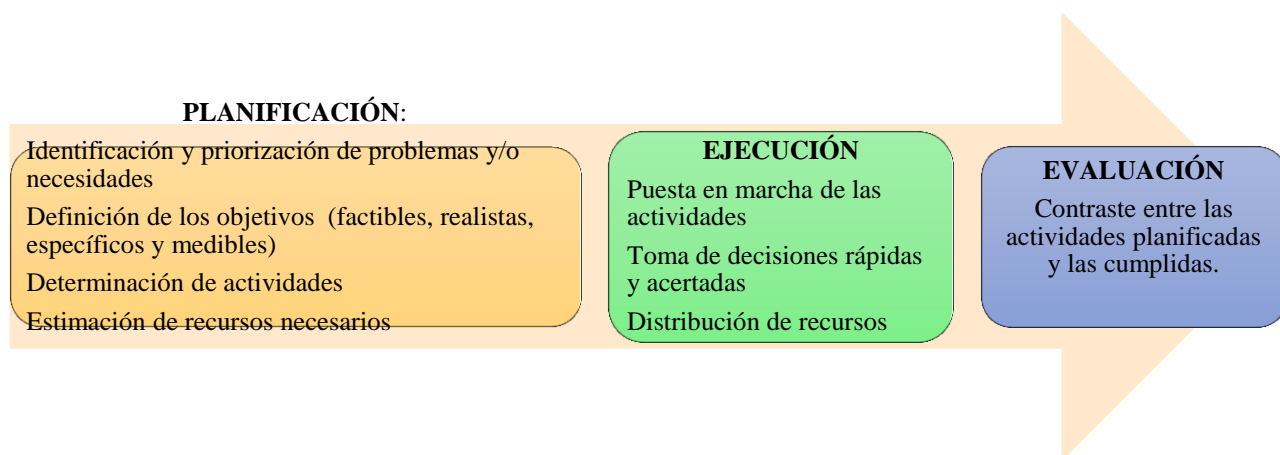 PLANIFICACIÓN:
Identificación y priorización de problemas y/o
necesidades
Definición de los objetivos (factibles, realistas,
específicos y medibles)
Determinación de actividades
Estimación de recursos necesarios
EJECUCIÓN
Puesta en marcha de las
actividades
Toma de decisiones rápidas
y acertadas
Distribución de recursos
EVALUACIÓN
Contraste entre las
actividades planificadas
y las cumplidas.